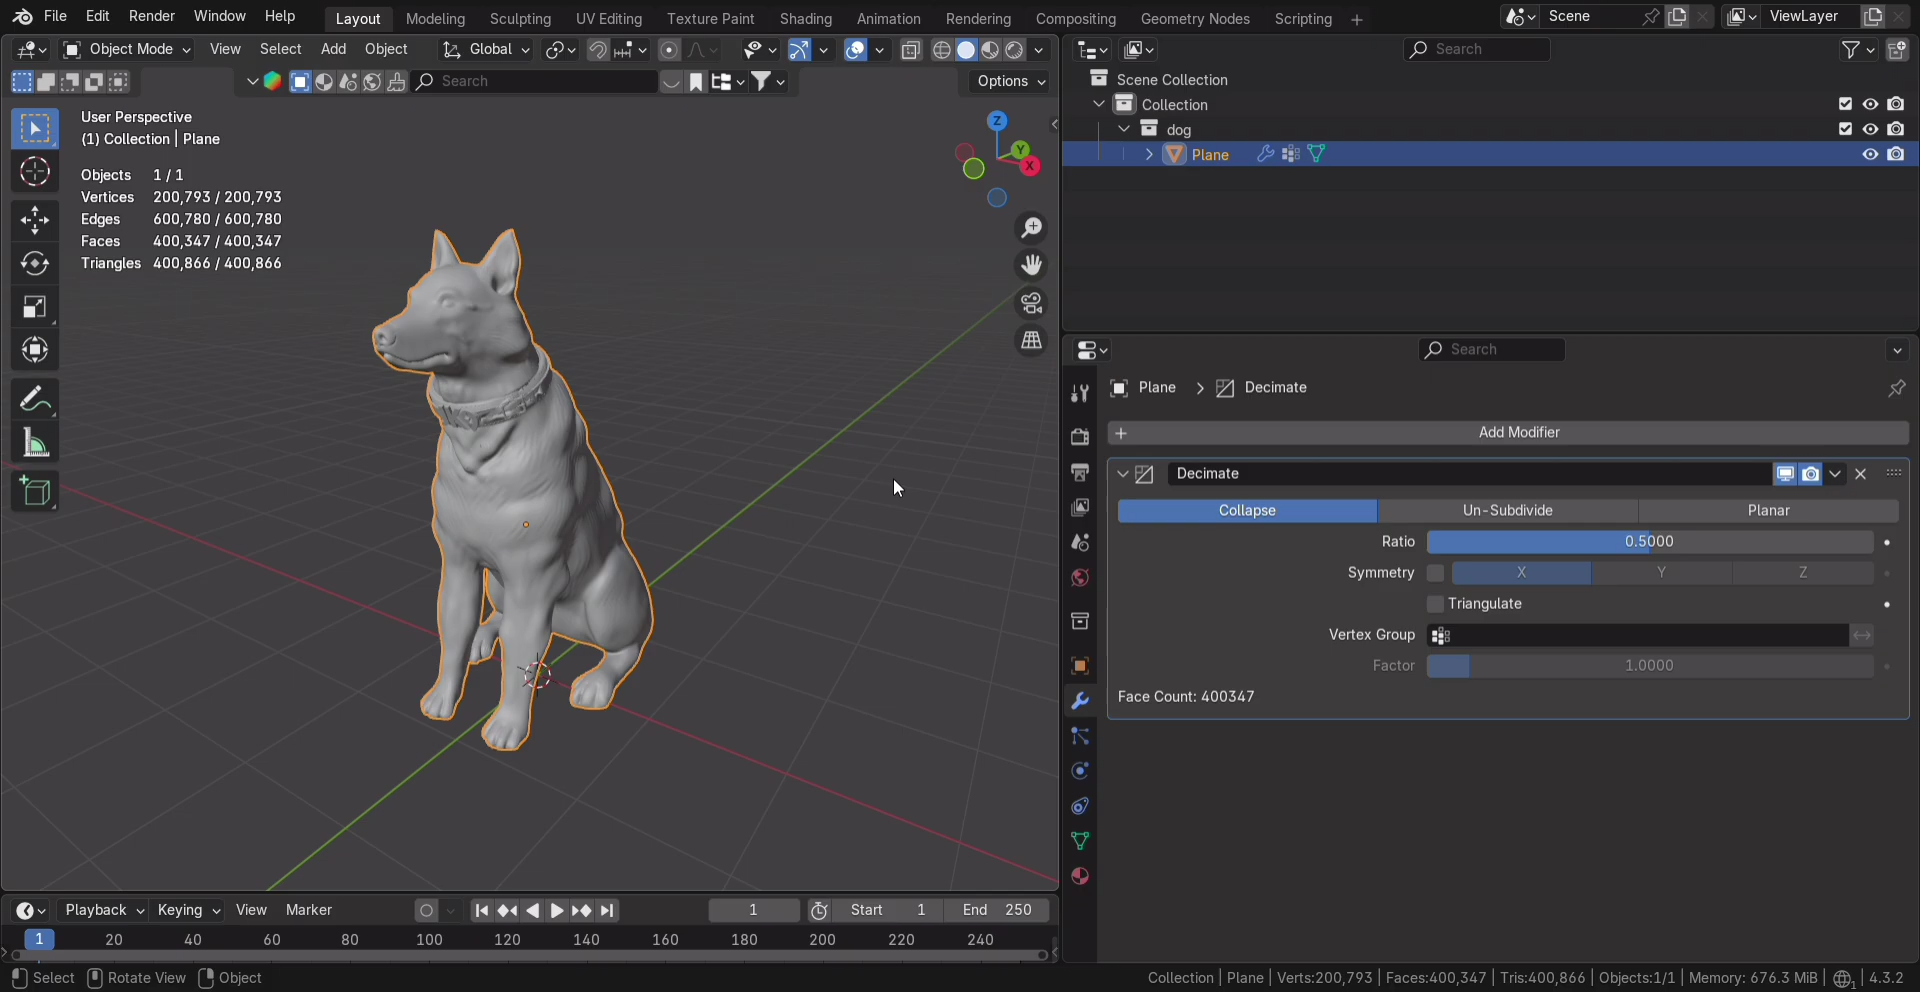 File Edit Render Window Help Layout Modeling Sculpting UV Editing Texture Paint Shading Animation Rendering Compositing Geometry Nodes Scripting + Scene ViewLayer
Object Mode View Select Add Object Global
Search Options
User Perspective
(1) Collection | Plane
Objects 1 / 1
Vertices 200,793 / 200,793
Edges 600,780 / 600,780
Faces 400,347 / 400,347
Triangles 400,866 / 400,866
Z
Y
X
Search
Scene Collection
Collection
dog
Plane
Search
Plane > Decimate
+ Add Modifier
Decimate
Collapse Un-Subdivide Planar
Ratio 0.5000
Symmetry X Y Z
Triangulate
Vertex Group
Factor 1.0000
Face Count: 400347
Playback Keying View Marker 1 Start 1 End 250
1 20 40 60 80 100 120 140 160 180 200 220 240
Select Rotate View Object Collection | Plane | Verts:200,793 | Faces:400,347 | Tris:400,866 | Objects:1/1 | Memory: 676.3 MiB | 1 | 4.3.2